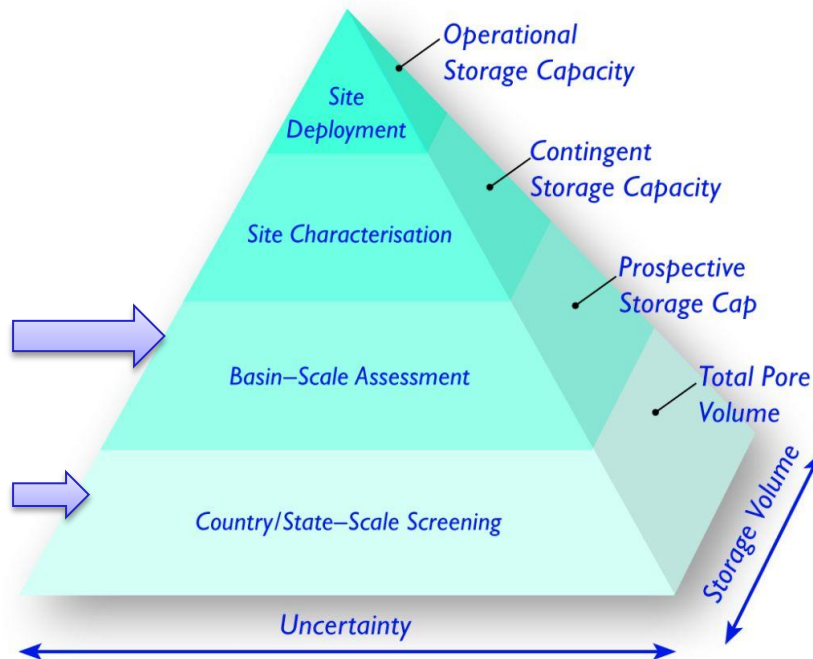 Operational
Storage Capacity
Site
Deployment
Contingent
Storage Capacity
Site Characterisation
Prospective
Storage Cap
Basin–Scale Assessment
Total Pore
Volume
Country/State–Scale Screening
Storage Volume
Uncertainty